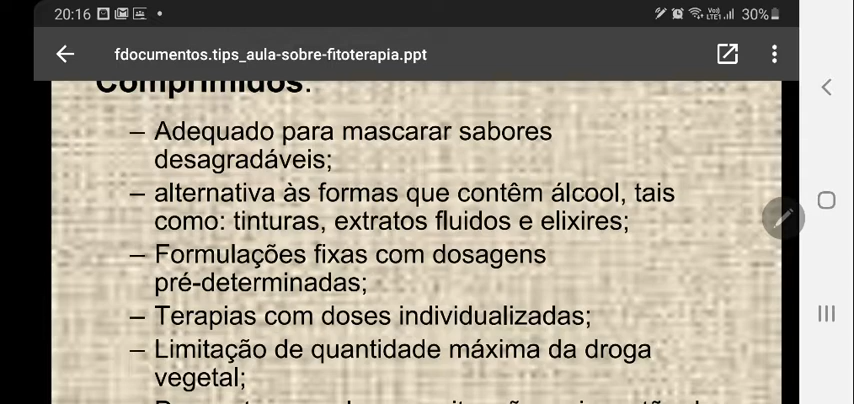 20:16
VoLTE1 30%
fdocumentos.tips_aula-sobre-fitoterapia.ppt
Comprimidos:
– Adequado para mascarar sabores
desagradáveis;
– alternativa às formas que contêm álcool, tais
como: tinturas, extratos fluidos e elixires;
– Formulações fixas com dosagens
pré-determinadas;
– Terapias com doses individualizadas;
– Limitação de quantidade máxima da droga
vegetal;